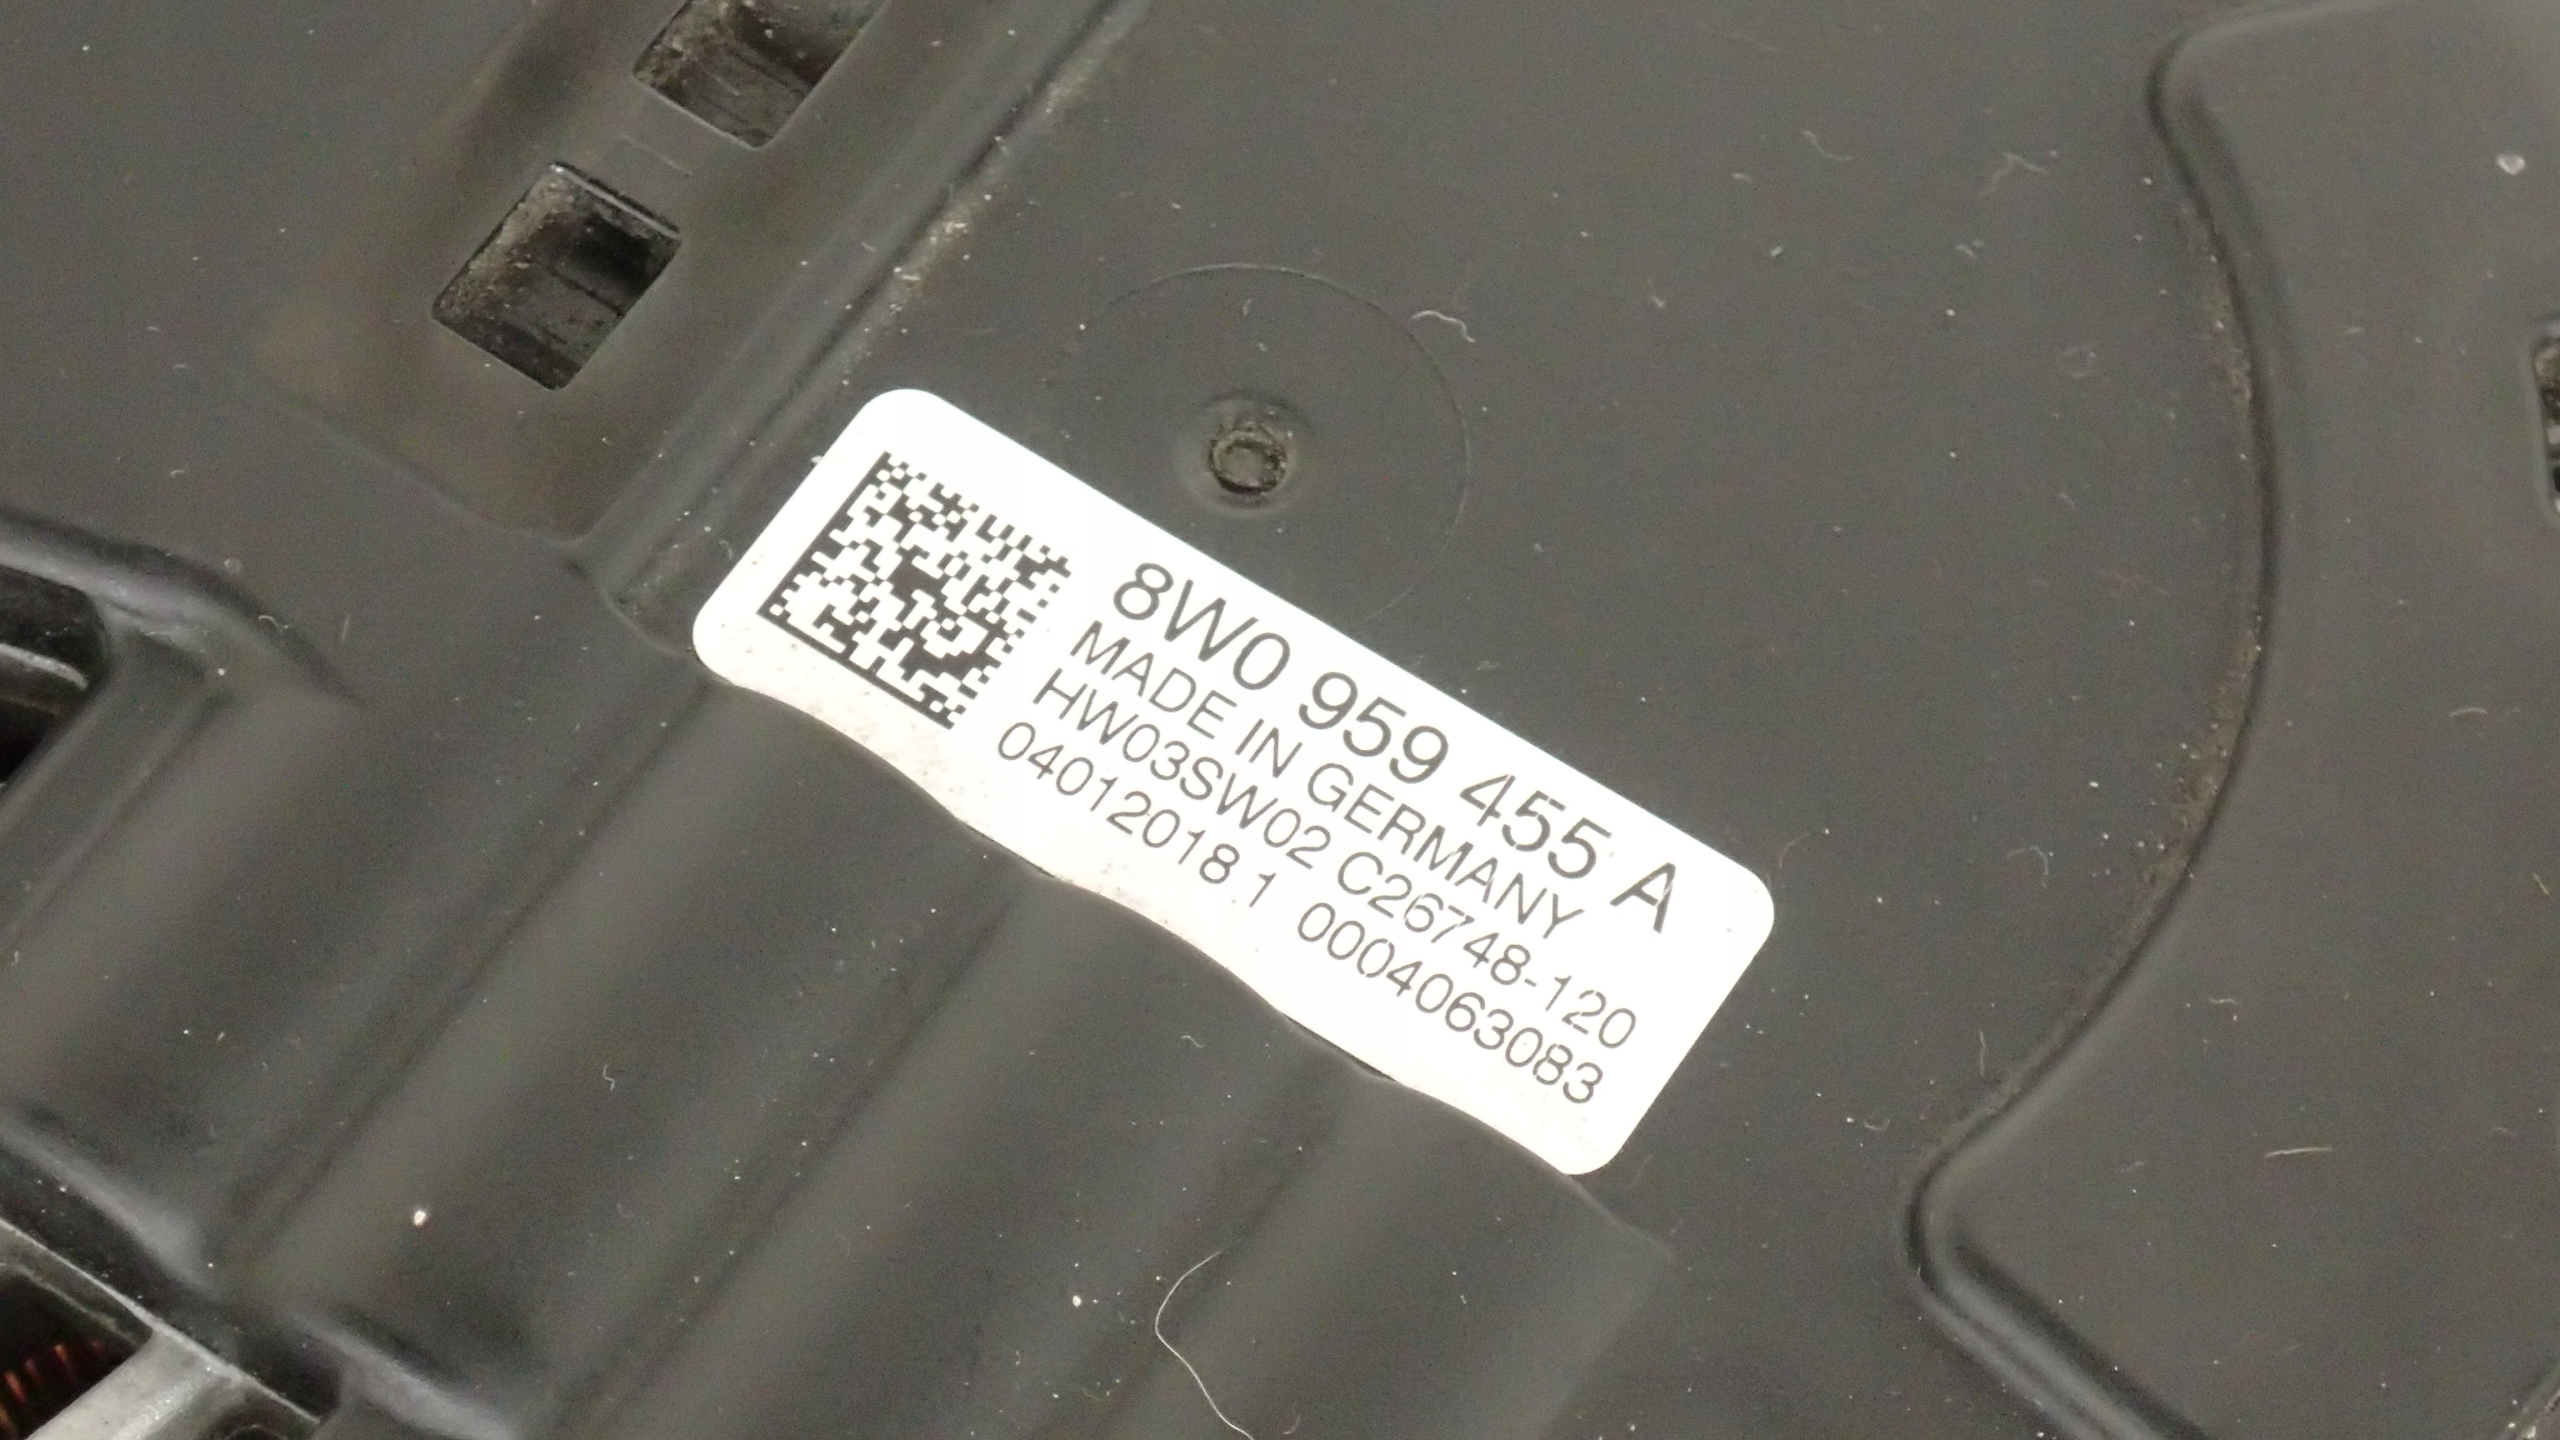 8W0 959 455 A
MADE IN GERMANY
HW03SW02 C26748-120
04012018 1 0004063083